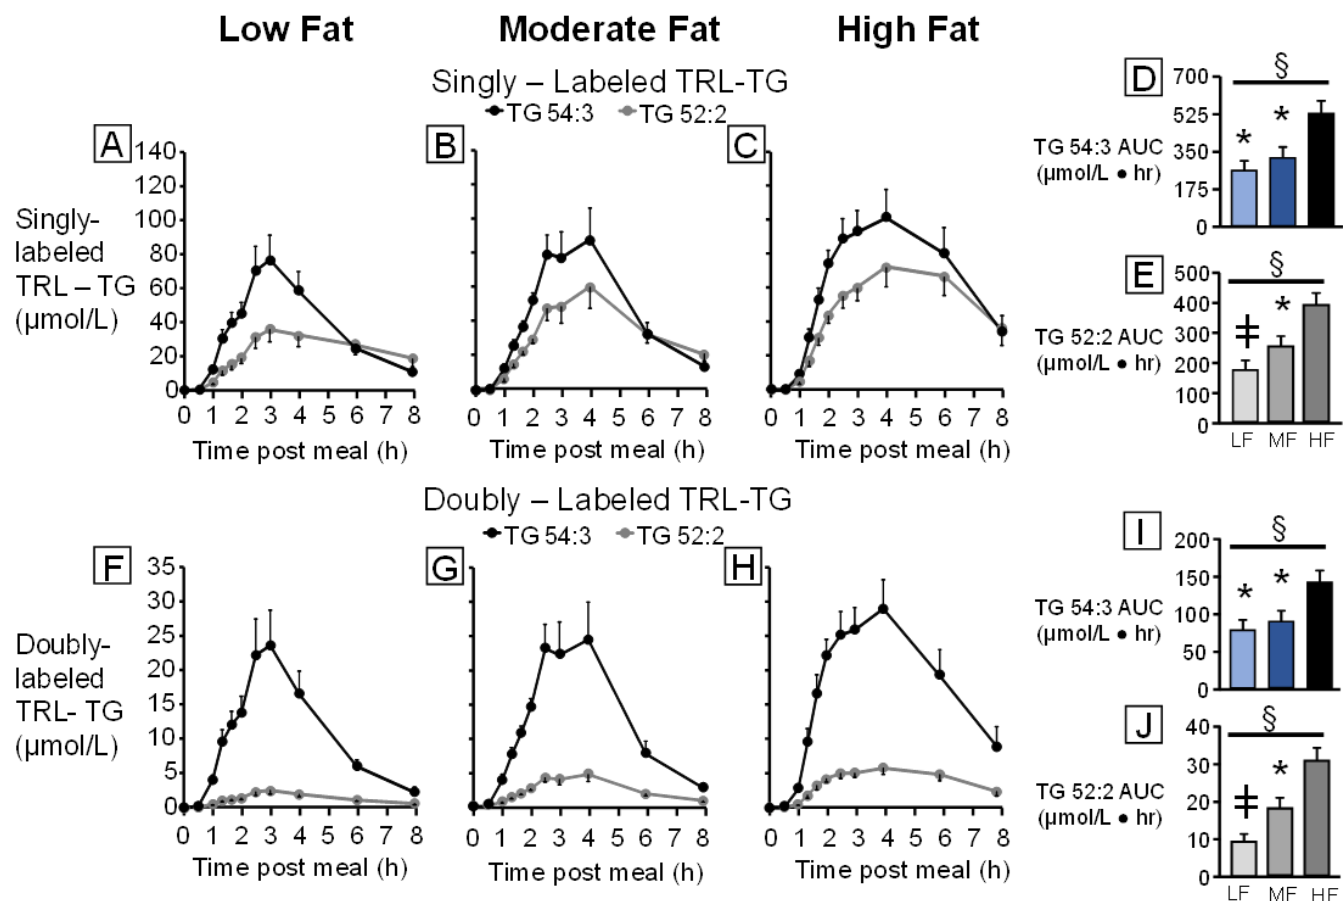 Low Fat
Moderate Fat
High Fat
Singly – Labeled TRL-TG
TG 54:3 TG 52:2
A
B
C
Singly-
labeled
TRL – TG
(µmol/L)
140
120
100
80
60
40
20
0
0 1 2 3 4 5 6 7 8
Time post meal (h)
0 1 2 3 4 5 6 7 8
Time post meal (h)
0 1 2 3 4 5 6 7 8
Time post meal (h)
D
TG 54:3 AUC
(µmol/L • hr)
700
525
350
175
0
§
* *
E
TG 52:2 AUC
(µmol/L • hr)
500
400
300
200
100
0
§
ǂ *
LF MF HF
Doubly – Labeled TRL-TG
TG 54:3 TG 52:2
F
G
H
Doubly-
labeled
TRL- TG
(µmol/L)
35
30
25
20
15
10
5
0
0 1 2 3 4 5 6 7 8
Time post meal (h)
0 1 2 3 4 5 6 7 8
Time post meal (h)
0 1 2 3 4 5 6 7 8
Time post meal (h)
I
TG 54:3 AUC
(µmol/L • hr)
200
150
100
50
0
§
* *
J
TG 52:2 AUC
(µmol/L • hr)
40
30
20
10
0
§
ǂ *
LF MF HF